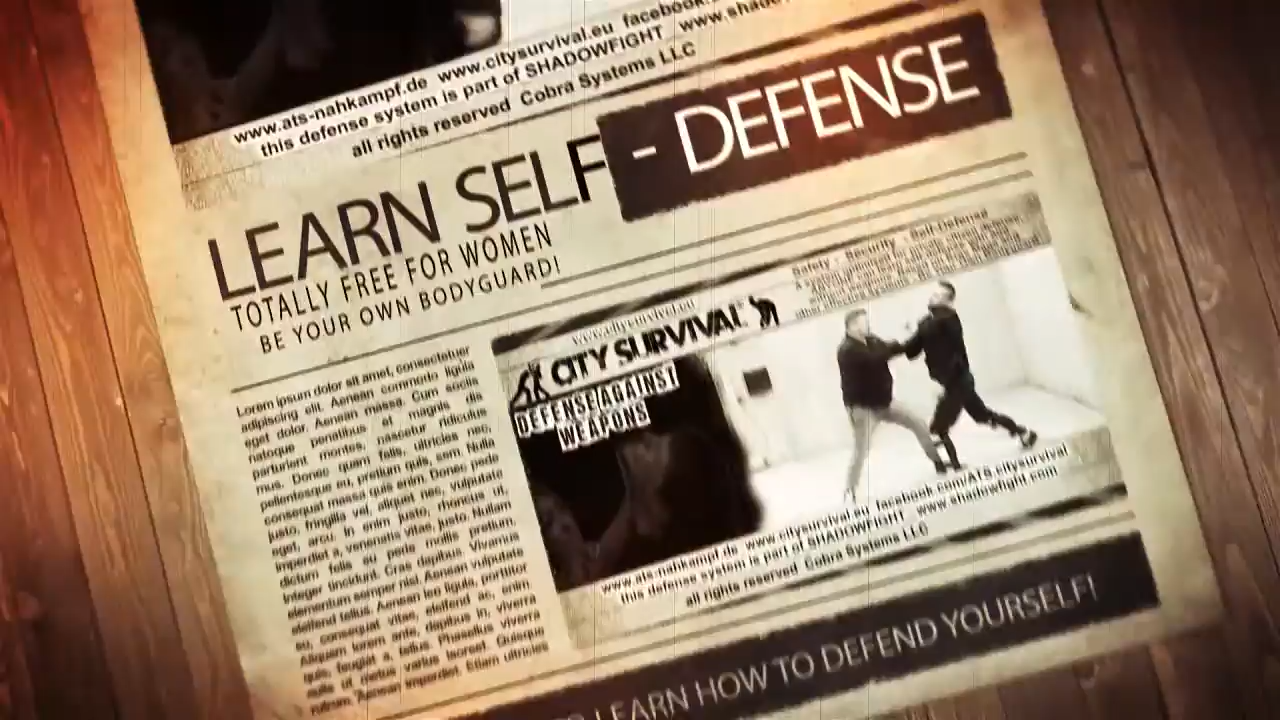 www.ats-nahkampf.de www.citysurvival.eu facebook.
this defense system is part of SHADOWFIGHT www.shadow
all rights reserved Cobra Systems LLC
LEARN SELF - DEFENSE
TOTALLY FREE FOR WOMEN
BE YOUR OWN BODYGUARD!
Lorem ipsum dolor sit amet, consectetuer
adipiscing elit. Aenean commodo ligula
eget dolor. Aenean massa. Cum sociis
natoque penatibus et magnis dis
parturient montes, nascetur ridiculus
mus. Donec quam felis, ultricies nec,
pellentesque eu, pretium quis, sem. Nulla
consequat massa quis enim. Donec pede
justo, fringilla vel, aliquet nec, vulputate
eget, arcu. In enim justo, rhoncus ut,
imperdiet a, venenatis vitae, justo. Nullam
dictum felis eu pede mollis pretium.
Integer tincidunt. Cras dapibus. Vivamus
elementum semper nisi. Aenean vulputate
eleifend tellus. Aenean leo ligula, porttitor
eu, consequat vitae, eleifend ac, enim.
Aliquam lorem ante, dapibus in, viverra
quis, feugiat a, tellus. Phasellus viverra
nulla ut metus varius laoreet. Quisque
rutrum. Aenean imperdiet. Etiam ultricies
www.citysurvival.eu
CITY SURVIVAL
DEFENSE AGAINST
WEAPONS
Safety - Security - Self-Defense
www.ats-nahkampf.de www.citysurvival.eu facebook.com/ATS.citysurvival
this defense system is part of SHADOWFIGHT www.shadowfight.com
all rights reserved Cobra Systems LLC
LEARN HOW TO DEFEND YOURSELF!